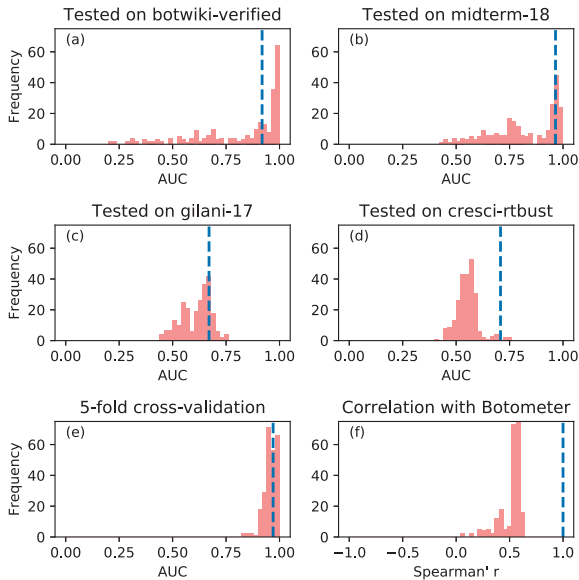 Tested on botwiki-verified
(a)
Frequency
60
40
20
0
0.00 0.25 0.50 0.75 1.00
AUC
Tested on midterm-18
(b)
60
40
20
0
0.00 0.25 0.50 0.75 1.00
AUC
Tested on gilani-17
(c)
Frequency
60
40
20
0
0.00 0.25 0.50 0.75 1.00
AUC
Tested on cresci-rtbust
(d)
60
40
20
0
0.00 0.25 0.50 0.75 1.00
AUC
5-fold cross-validation
(e)
Frequency
60
40
20
0
0.00 0.25 0.50 0.75 1.00
AUC
Correlation with Botometer
(f)
60
40
20
0
−1.0 −0.5 0.0 0.5 1.0
Spearman' r